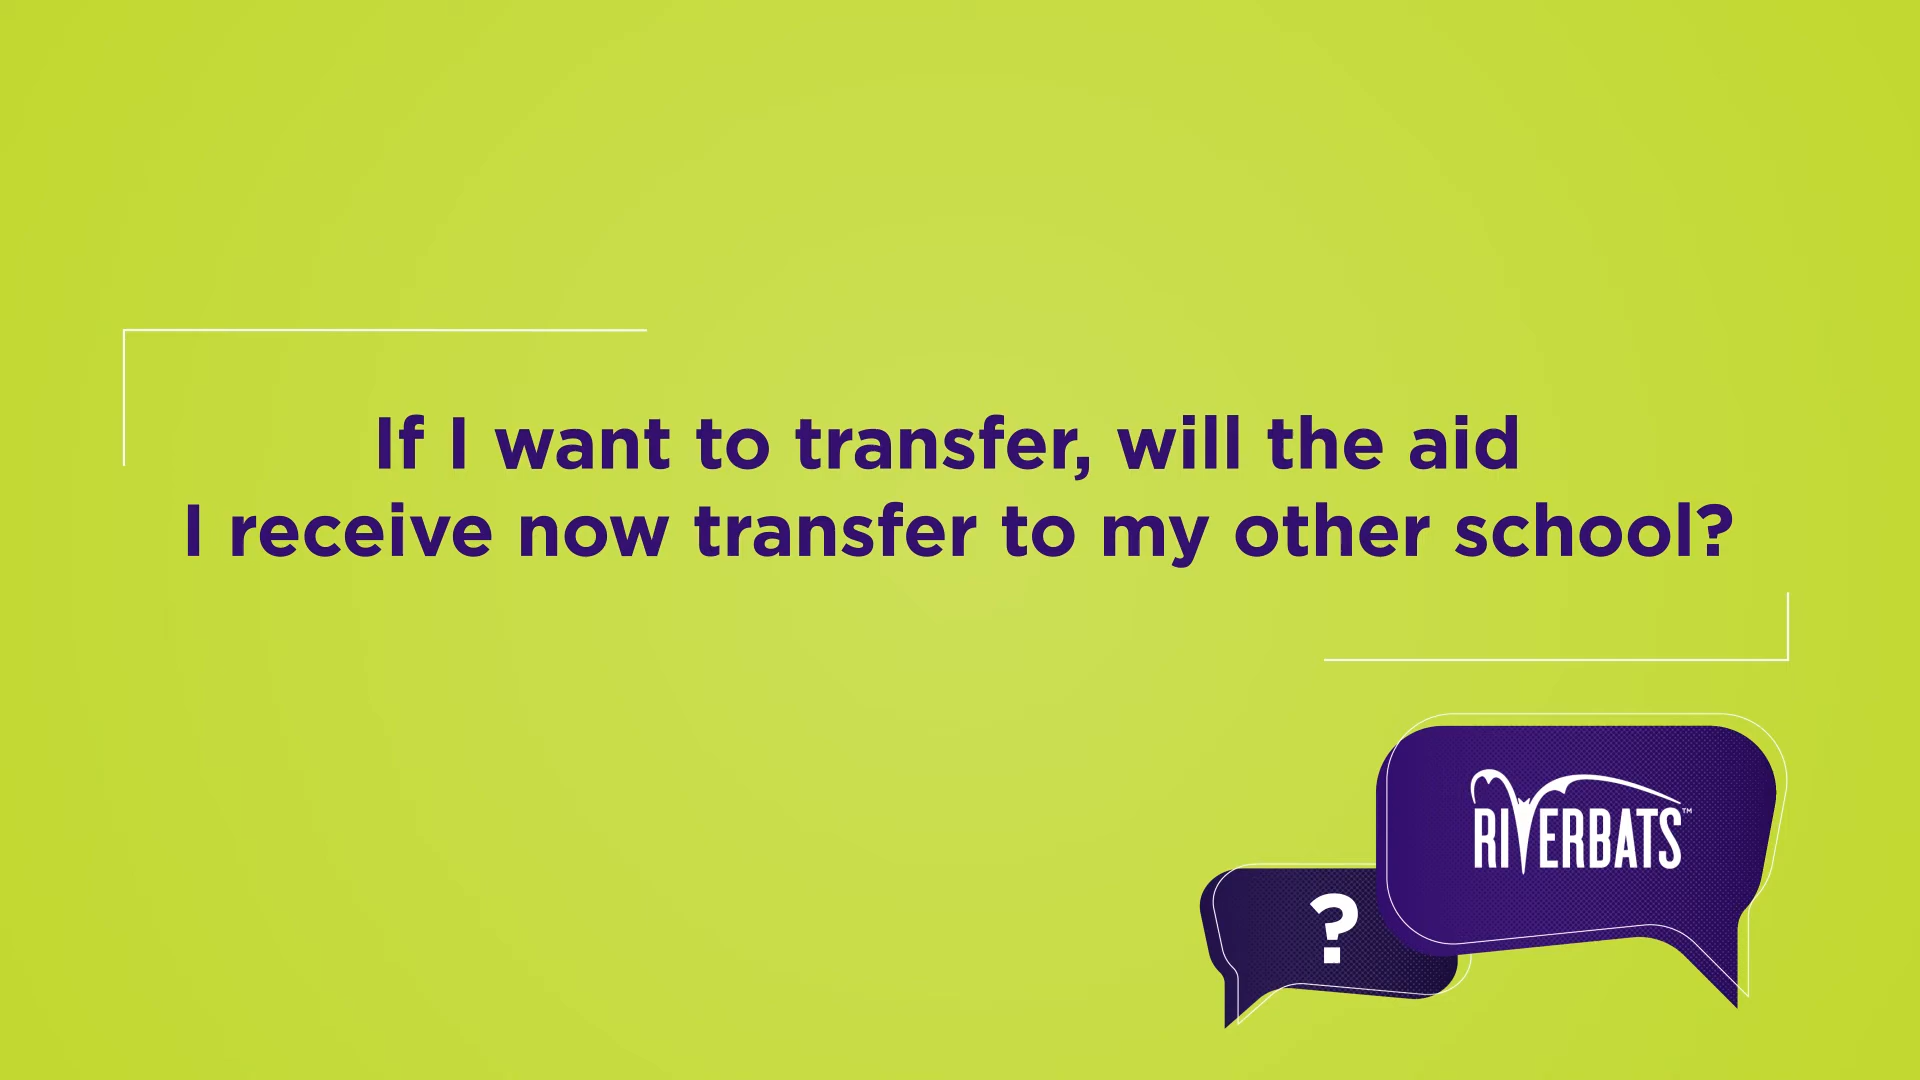 If I want to transfer, will the aid
I receive now transfer to my other school?
RIVERBATS™
?